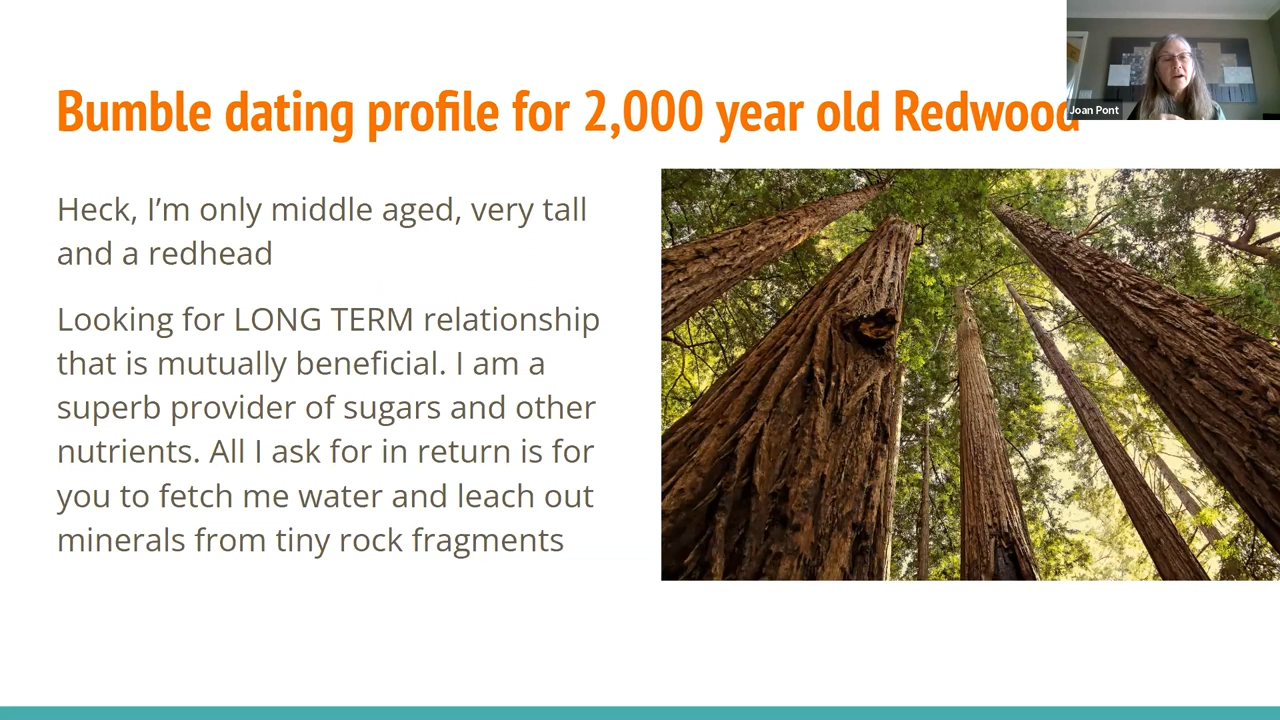 Bumble dating profile for 2,000 year old Redwood
Joan Pont
Heck, I’m only middle aged, very tall
and a redhead
Looking for LONG TERM relationship
that is mutually beneficial. I am a
superb provider of sugars and other
nutrients. All I ask for in return is for
you to fetch me water and leach out
minerals from tiny rock fragments